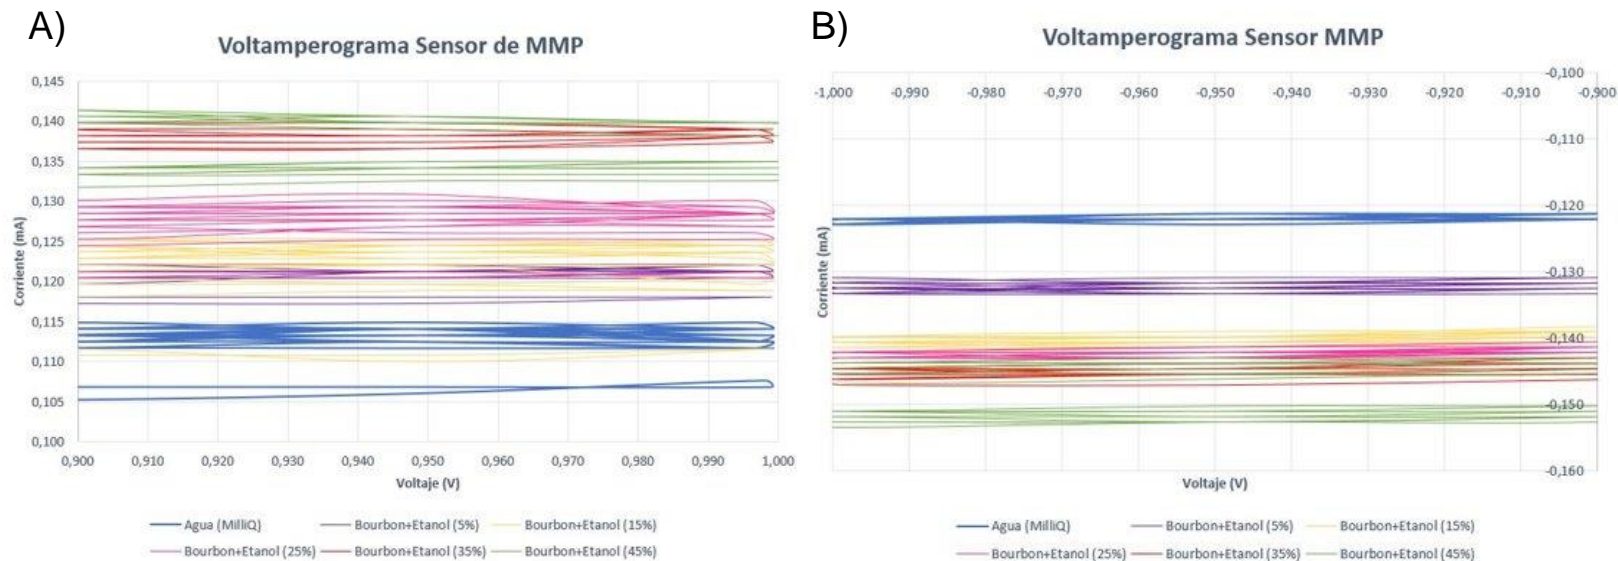 A)
Voltamperograma Sensor de MMP
0,145
0,140
0,135
0,130
0,125
0,120
0,115
0,110
0,105
0,100
Corriente (mA)
0,900 0,910 0,920 0,930 0,940 0,950 0,960 0,970 0,980 0,990 1,000
Voltaje (V)
Agua (MilliQ) Bourbon+Etanol (5%) Bourbon+Etanol (15%)
Bourbon+Etanol (25%) Bourbon+Etanol (35%) Bourbon+Etanol (45%)
B)
Voltamperograma Sensor MMP
-0,100
-1,000 -0,990 -0,980 -0,970 -0,960 -0,950 -0,940 -0,930 -0,920 -0,910 -0,900
-0,110
-0,120
-0,130
-0,140
-0,150
-0,160
Corriente (mA)
Voltaje (V)
Agua (MilliQ) Bourbon+Etanol (5%) Bourbon+Etanol (15%)
Bourbon+Etanol (25%) Bourbon+Etanol (35%) Bourbon+Etanol (45%)